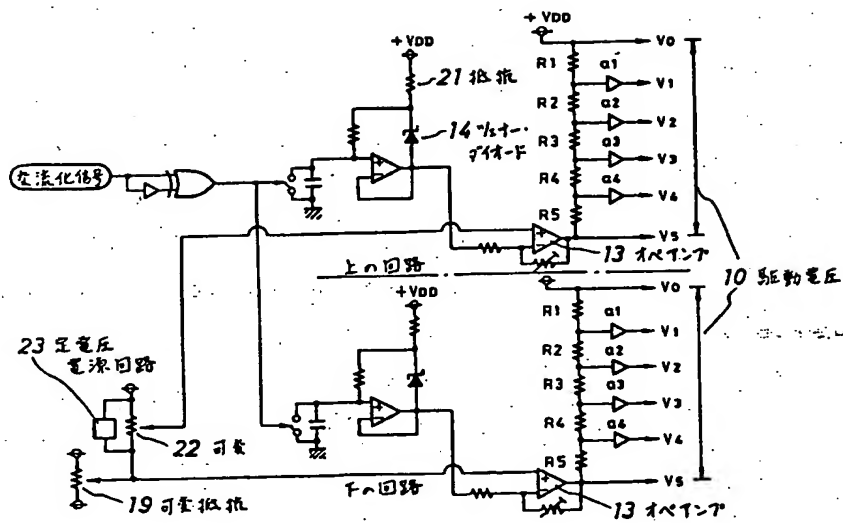 +VDD
+VDD
V0
R1
a1
V1
21 抵抗
R2
a2
V2
14 ツェナー・
ダイオード
R3
a3
V3
R4
a4
V4
交流化信号
R5
V5
13 オペアンプ
上の回路
10 駆動電圧
+VDD
V0
R1
a1
V1
23 定電圧
電源回路
R2
a2
V2
R3
a3
V3
22 可変
R4
a4
V4
R5
下の回路
V5
19 可変抵抗
13 オペアンプ